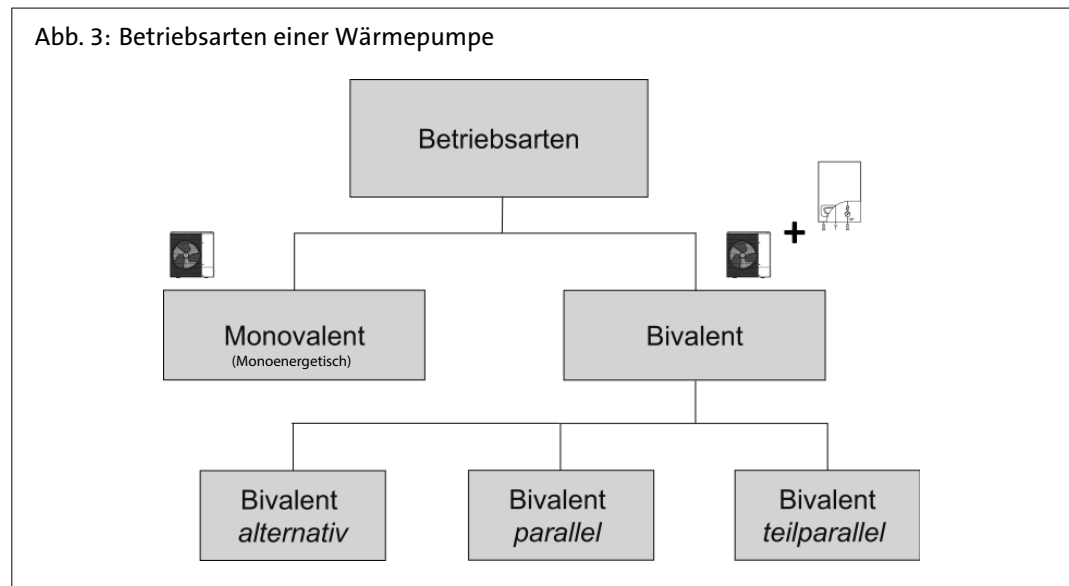 Abb. 3: Betriebsarten einer Wärmepumpe
Betriebsarten
+
Monovalent
(Monoenergetisch)
Bivalent
Bivalent
alternativ
Bivalent
parallel
Bivalent
teilparallel